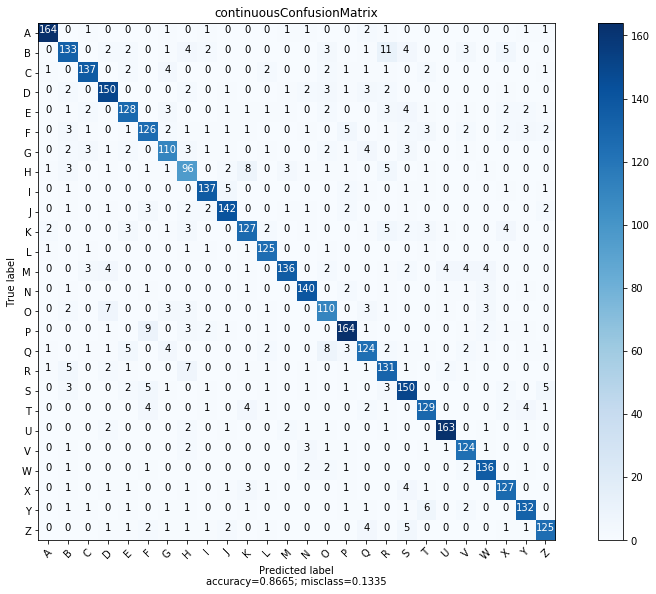 continuousConfusionMatrix
A 164 0 1 0 0 0 1 0 1 0 0 0 1 1 0 0 2 1 0 0 0 0 0 0 1 1
B 0 133 0 2 2 0 1 4 2 0 0 0 0 0 3 0 1 11 4 0 0 3 0 5 0 0
C 1 0 137 0 2 0 4 0 0 0 0 2 0 0 2 1 1 1 0 2 0 0 0 0 0 1
D 0 2 0 150 0 0 0 2 0 1 0 0 1 2 3 1 3 2 0 0 0 0 0 1 0 0
E 0 1 2 0 128 0 3 0 0 1 1 1 1 0 2 0 0 3 4 1 0 1 0 2 2 1
F 0 3 1 0 1 126 2 1 1 1 0 0 0 1 0 5 0 1 2 3 0 2 0 2 3 2
G 0 2 3 1 2 0 110 3 1 1 0 1 0 0 2 1 4 0 3 0 0 1 0 0 0 0
H 1 3 0 1 0 1 1 96 0 2 8 0 3 1 1 1 0 5 0 1 0 0 0 1 0 0
I 0 1 0 0 0 0 0 0 137 5 0 0 0 0 0 2 1 0 1 1 0 0 0 1 0 1
J 0 1 0 1 0 3 0 2 2 142 0 0 1 1 0 2 0 0 1 0 0 0 0 0 0 2
K 2 0 0 0 3 0 1 3 0 0 127 2 0 1 0 0 1 5 2 3 1 0 0 4 0 0
L 1 0 1 0 0 0 0 1 1 0 1 125 0 0 0 0 0 0 0 1 0 0 0 0 0 0
M 0 0 3 4 0 0 0 0 0 0 1 0 136 0 2 0 0 1 2 0 4 4 4 0 0 0
N 0 1 0 0 0 1 0 0 0 0 0 0 0 140 0 2 0 0 0 0 1 1 3 0 1 0
O 0 2 0 7 0 0 3 3 0 0 0 1 0 0 110 0 3 1 0 0 1 0 3 0 0 0
P 0 0 0 1 0 9 0 3 2 1 0 0 0 0 0 164 1 0 0 0 0 1 2 1 1 0
Q 1 0 1 1 5 0 4 0 0 0 0 2 0 0 8 3 124 2 1 1 0 2 1 0 1 1
R 1 5 0 2 1 0 0 7 0 0 1 1 0 1 0 1 1 131 1 0 2 1 0 0 0 0
S 0 3 0 0 2 5 0 1 0 1 0 1 0 0 1 0 0 3 150 0 0 0 0 2 0 5
T 0 0 0 0 0 4 0 0 1 0 4 1 0 0 0 0 2 1 0 129 0 0 0 2 4 1
U 0 0 0 2 0 0 0 2 0 1 0 0 2 1 1 0 0 1 0 0 163 0 1 0 1 0
V 0 1 0 0 0 0 0 2 0 0 0 0 0 3 1 1 0 0 0 1 1 124 1 0 0 0
W 0 1 0 0 0 1 0 0 0 0 0 0 0 2 2 1 0 0 0 0 0 2 136 0 1 0
X 0 1 0 1 1 0 0 1 0 1 3 1 0 0 0 0 0 0 4 1 0 0 0 127 0 0
Y 0 1 0 0 1 0 1 1 0 0 0 1 0 0 0 1 1 0 1 6 0 2 0 0 132 0
Z 0 0 0 1 1 2 1 1 1 2 0 1 0 0 0 0 4 0 5 0 0 0 0 1 1 125
A B C D E F G H I J K L M N O P Q R S T U V W X Y Z
True label
Predicted label
accuracy=0.8665; misclass=0.1335
160
140
120
100
80
60
40
20
0